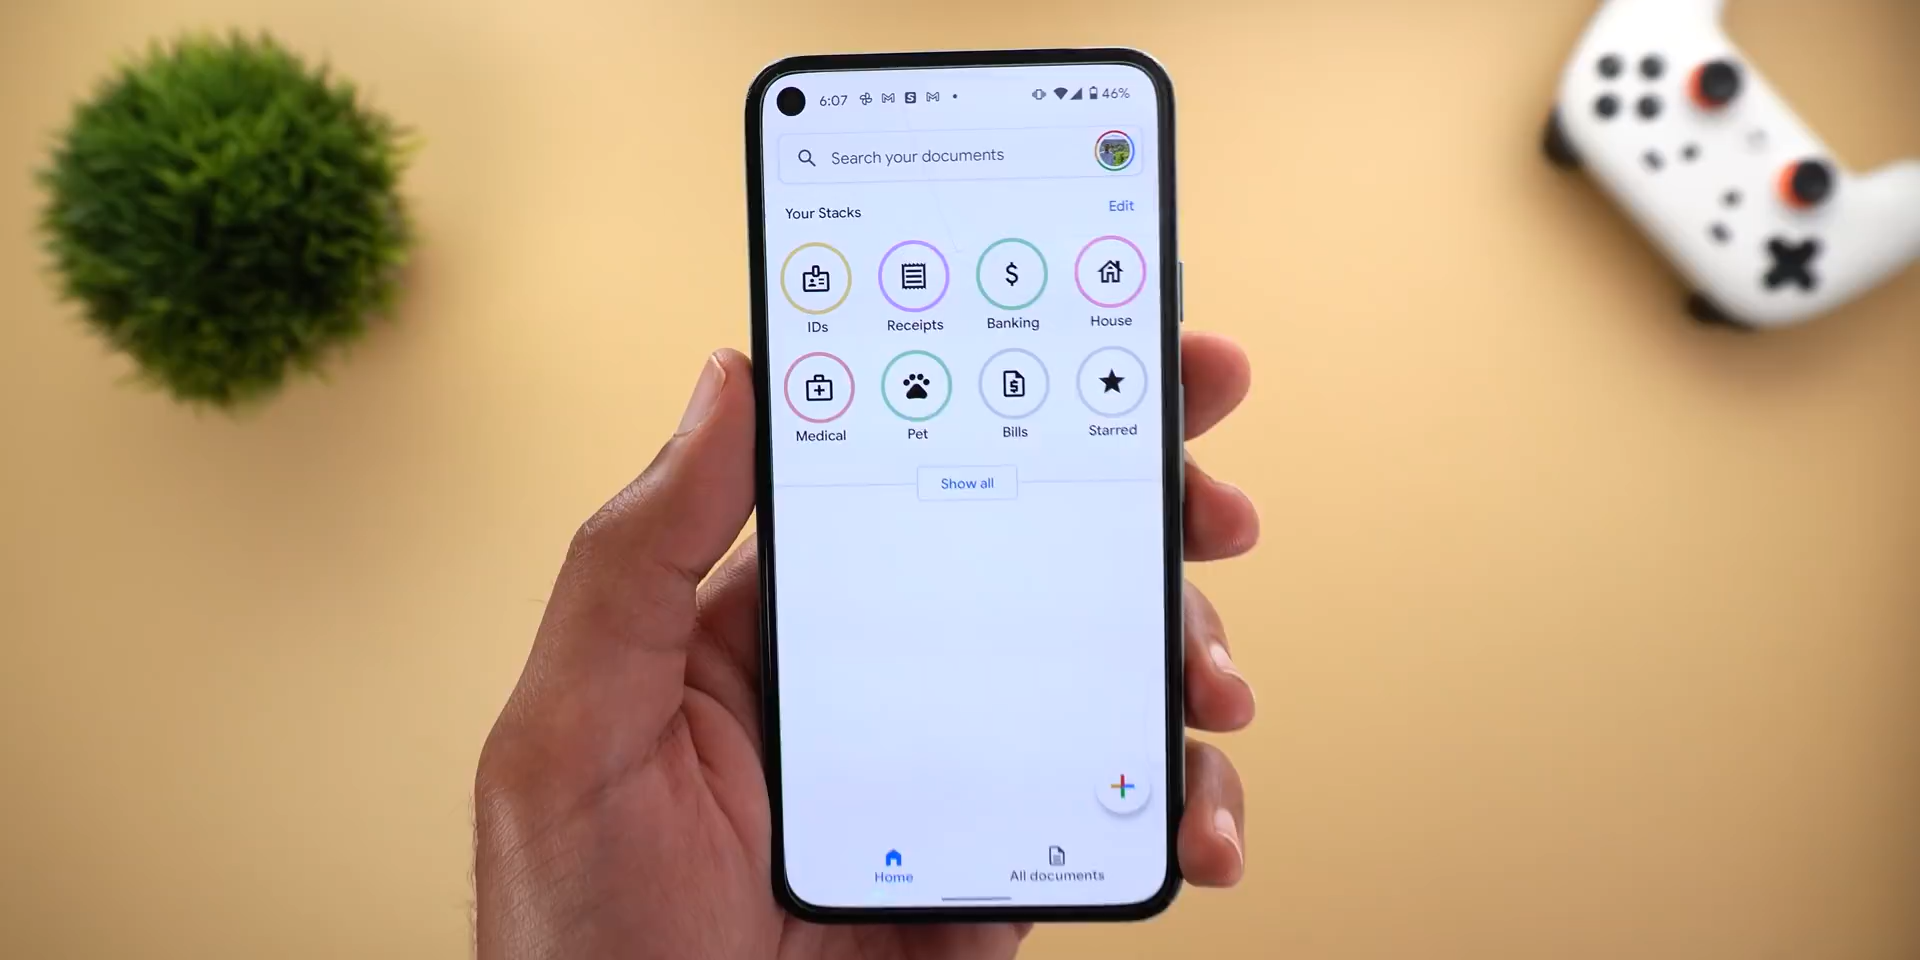 6:07
46%
Search your documents
Your Stacks
Edit
IDs
Receipts
Banking
House
Medical
Pet
Bills
Starred
Show all
Home
All documents